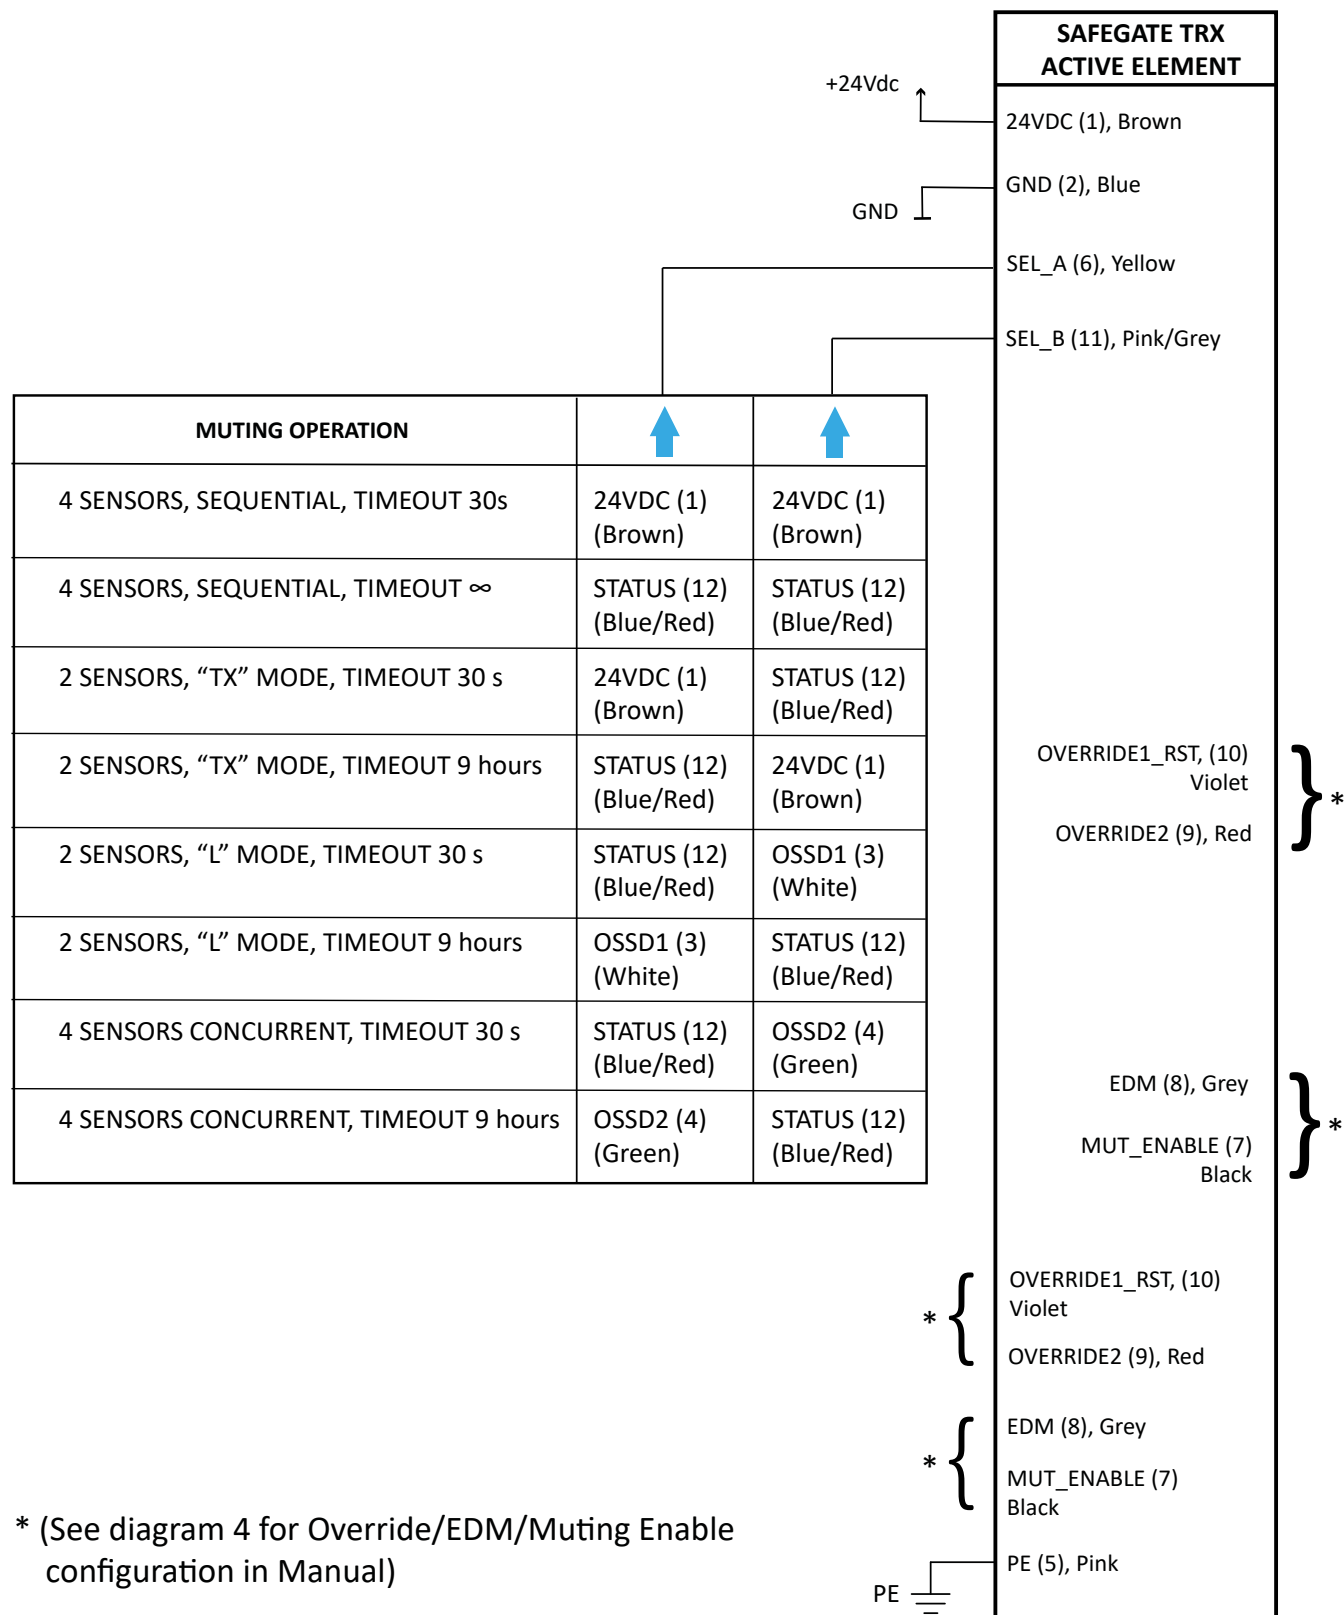 SAFEGATE TRX
ACTIVE ELEMENT
+24Vdc
24VDC (1), Brown
GND (2), Blue
GND
SEL_A (6), Yellow
SEL_B (11), Pink/Grey
MUTING OPERATION
4 SENSORS, SEQUENTIAL, TIMEOUT 30s
24VDC (1)
(Brown)
24VDC (1)
(Brown)
4 SENSORS, SEQUENTIAL, TIMEOUT ∞
STATUS (12)
(Blue/Red)
STATUS (12)
(Blue/Red)
2 SENSORS, “TX” MODE, TIMEOUT 30 s
24VDC (1)
(Brown)
STATUS (12)
(Blue/Red)
2 SENSORS, “TX” MODE, TIMEOUT 9 hours
STATUS (12)
(Blue/Red)
24VDC (1)
(Brown)
2 SENSORS, “L” MODE, TIMEOUT 30 s
STATUS (12)
(Blue/Red)
OSSD1 (3)
(White)
2 SENSORS, “L” MODE, TIMEOUT 9 hours
OSSD1 (3)
(White)
STATUS (12)
(Blue/Red)
4 SENSORS CONCURRENT, TIMEOUT 30 s
STATUS (12)
(Blue/Red)
OSSD2 (4)
(Green)
4 SENSORS CONCURRENT, TIMEOUT 9 hours
OSSD2 (4)
(Green)
STATUS (12)
(Blue/Red)
OVERRIDE1_RST, (10)
Violet
OVERRIDE2 (9), Red
*
EDM (8), Grey
MUT_ENABLE (7)
Black
*
OVERRIDE1_RST, (10)
Violet
OVERRIDE2 (9), Red
*
EDM (8), Grey
MUT_ENABLE (7)
Black
*
* (See diagram 4 for Override/EDM/Muting Enable
configuration in Manual)
PE (5), Pink
PE